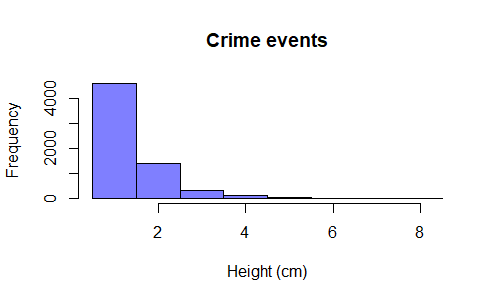 Crime events
Frequency
4000
2000
0
2 4 6 8
Height (cm)